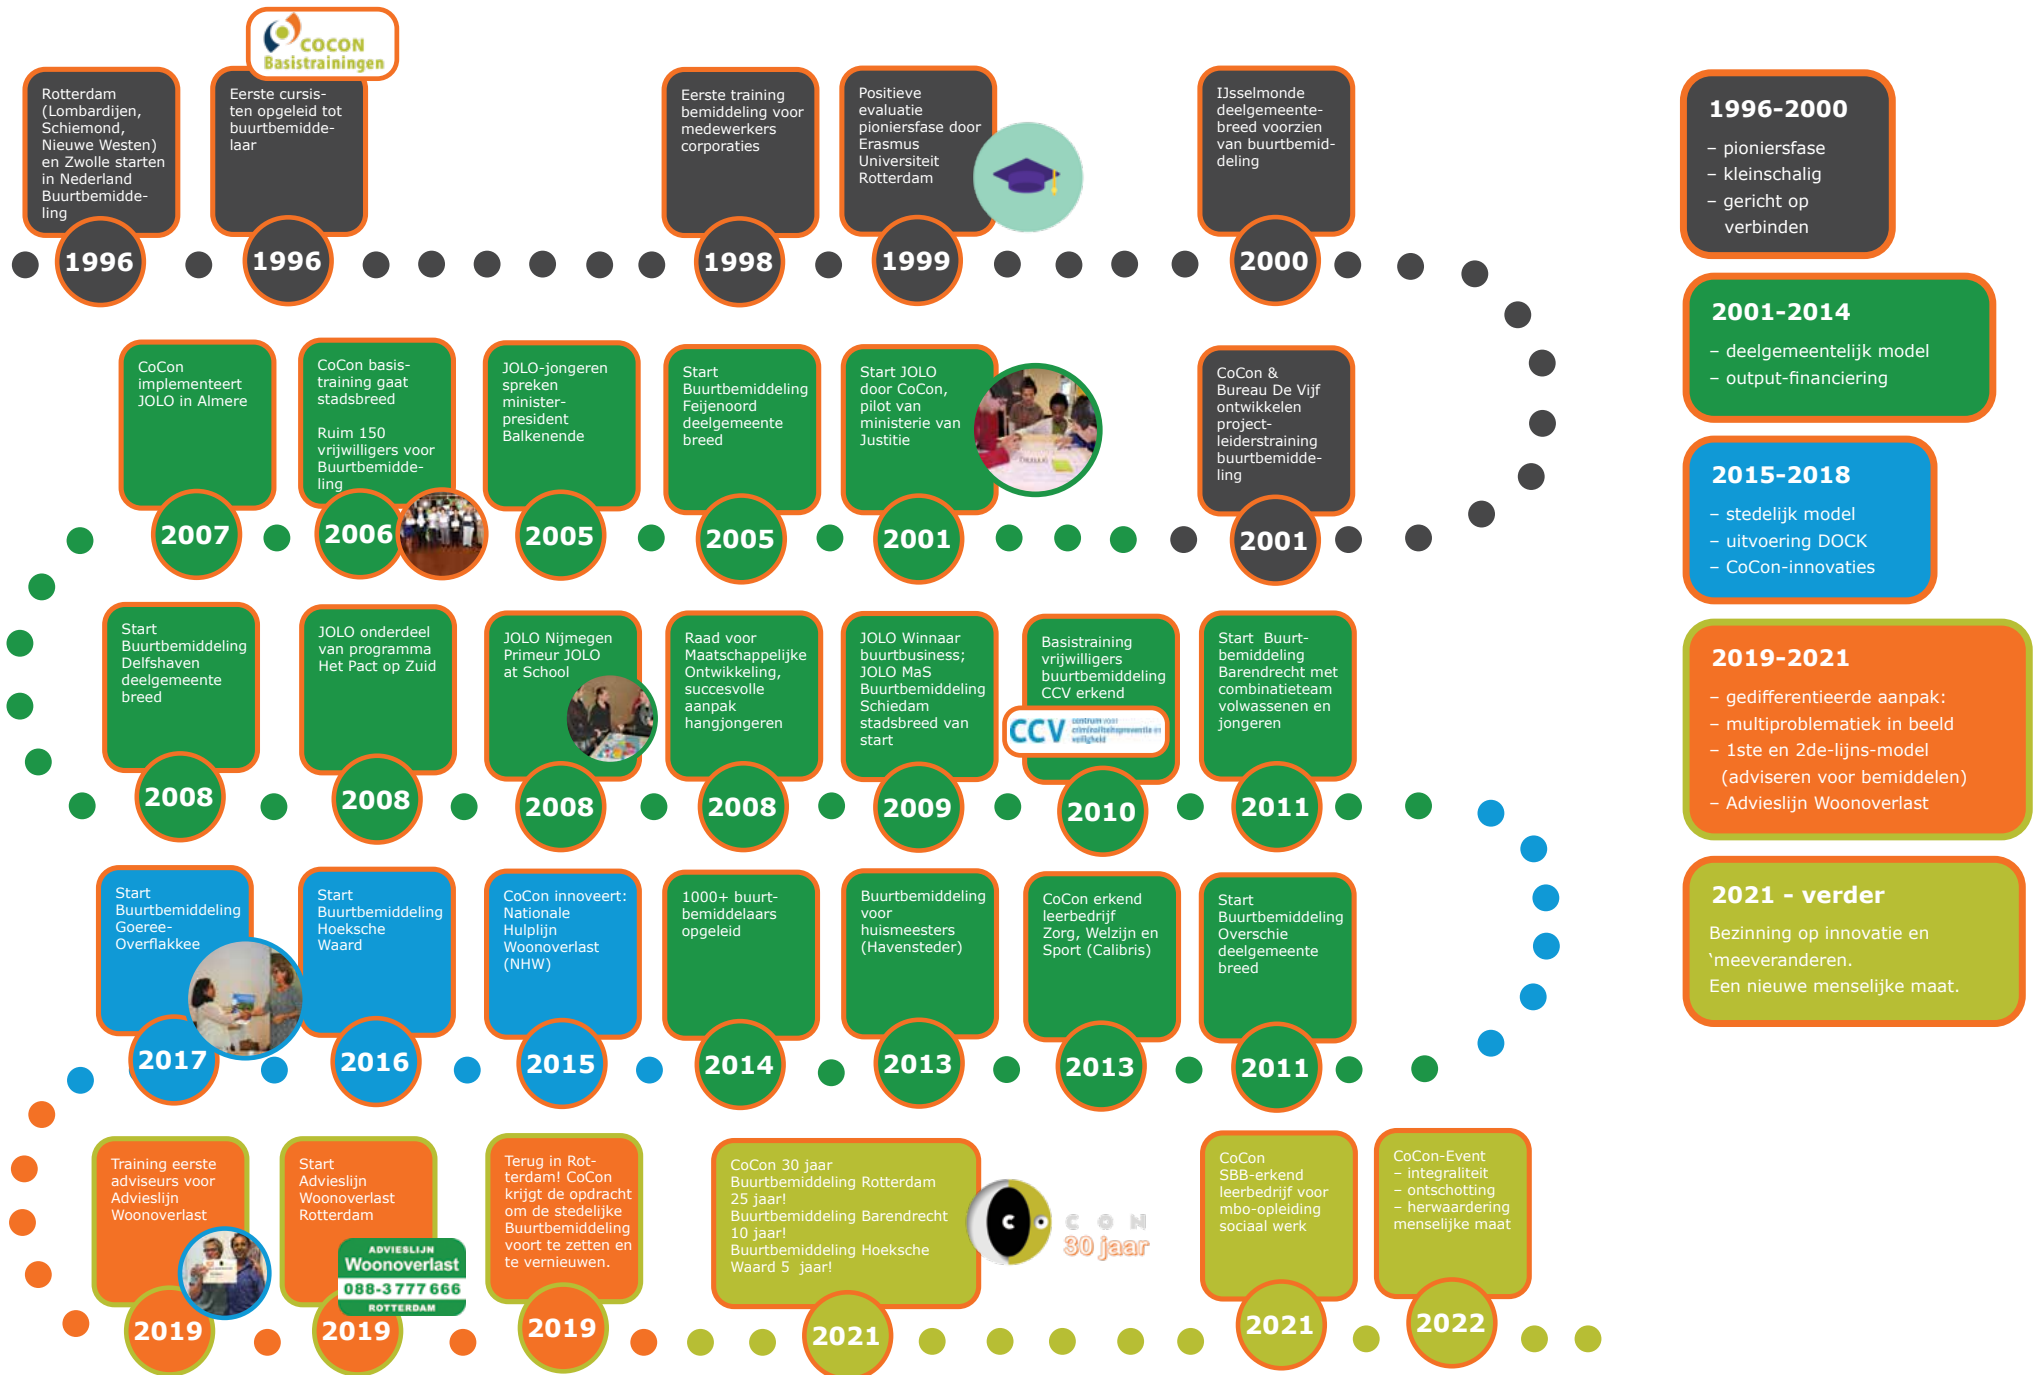 COCON
Basistrainingen
Rotterdam
(Lombardijen,
Schiemond,
Nieuwe Westen)
en Zwolle starten
in Nederland
Buurtbemidde-
ling
1996
Eerste cursis-
ten opgeleid tot
buurtbemidde-
laar
1996
Eerste training
bemiddeling voor
medewerkers
corporaties
1998
Positieve
evaluatie
pioniersfase door
Erasmus
Universiteit
Rotterdam
1999
IJsselmonde
deelgemeente-
breed voorzien
van buurtbemid-
deling
2000
CoCon
implementeert
JOLO in Almere
2007
CoCon basis-
training gaat
stadsbreed
Ruim 150
vrijwilligers voor
Buurtbemidde-
ling
2006
JOLO-jongeren
spreken
minister-
president
Balkenende
2005
Start
Buurtbemiddeling
Feijenoord
deelgemeente
breed
2005
Start JOLO
door CoCon,
pilot van
ministerie van
Justitie
2001
CoCon &
Bureau De Vijf
ontwikkelen
project-
leiderstraining
buurtbemidde-
ling
2001
Start
Buurtbemiddeling
Delfshaven
deelgemeente
breed
2008
JOLO onderdeel
van programma
Het Pact op Zuid
2008
JOLO Nijmegen
Primeur JOLO
at School
2008
Raad voor
Maatschappelijke
Ontwikkeling,
succesvolle
aanpak
hangjongeren
2008
JOLO Winnaar
buurtbusiness;
JOLO MaS
Buurtbemiddeling
Schiedam
stadsbreed van
start
2009
Basistraining
vrijwilligers
buurtbemiddeling
CCV erkend
CCV
centrum voor
criminaliteitspreventie en
veiligheid
2010
Start  Buurt-
bemiddeling
Barendrecht met
combinatieteam
volwassenen en
jongeren
2011
Start
Buurtbemiddeling
Goeree-
Overflakkee
2017
Start
Buurtbemiddeling
Hoeksche
Waard
2016
CoCon innoveert:
Nationale
Hulplijn
Woonoverlast
(NHW)
2015
1000+ buurt-
bemiddelaars
opgeleid
2014
Buurtbemiddeling
voor
huismeesters
(Havensteder)
2013
CoCon erkend
leerbedrijf
Zorg, Welzijn en
Sport (Calibris)
2013
Start
Buurtbemiddeling
Overschie
deelgemeente
breed
2011
Training eerste
adviseurs voor
Advieslijn
Woonoverlast
2019
Start
Advieslijn
Woonoverlast
Rotterdam
ADVIESLIJN
Woonoverlast
088-3 777 666
ROTTERDAM
2019
Terug in Rot-
terdam! CoCon
krijgt de opdracht
om de stedelijke
Buurtbemiddeling
voort te zetten en
te vernieuwen.
2019
CoCon 30 jaar
Buurtbemiddeling Rotterdam
25 jaar!
Buurtbemiddeling Barendrecht
10 jaar!
Buurtbemiddeling Hoeksche
Waard 5  jaar!
2021
C CON
30 jaar
CoCon
SBB-erkend
leerbedrijf voor
mbo-opleiding
sociaal werk
2021
CoCon-Event
– integraliteit
– ontschotting
– herwaardering
menselijke maat
2022
1996-2000
– pioniersfase
– kleinschalig
– gericht op
verbinden
2001-2014
– deelgemeentelijk model
– output-financiering
2015-2018
– stedelijk model
– uitvoering DOCK
– CoCon-innovaties
2019-2021
– gedifferentieerde aanpak:
– multiproblematiek in beeld
– 1ste en 2de-lijns-model
(adviseren voor bemiddelen)
– Advieslijn Woonoverlast
2021 - verder
Bezinning op innovatie en
‘meeveranderen.
Een nieuwe menselijke maat.